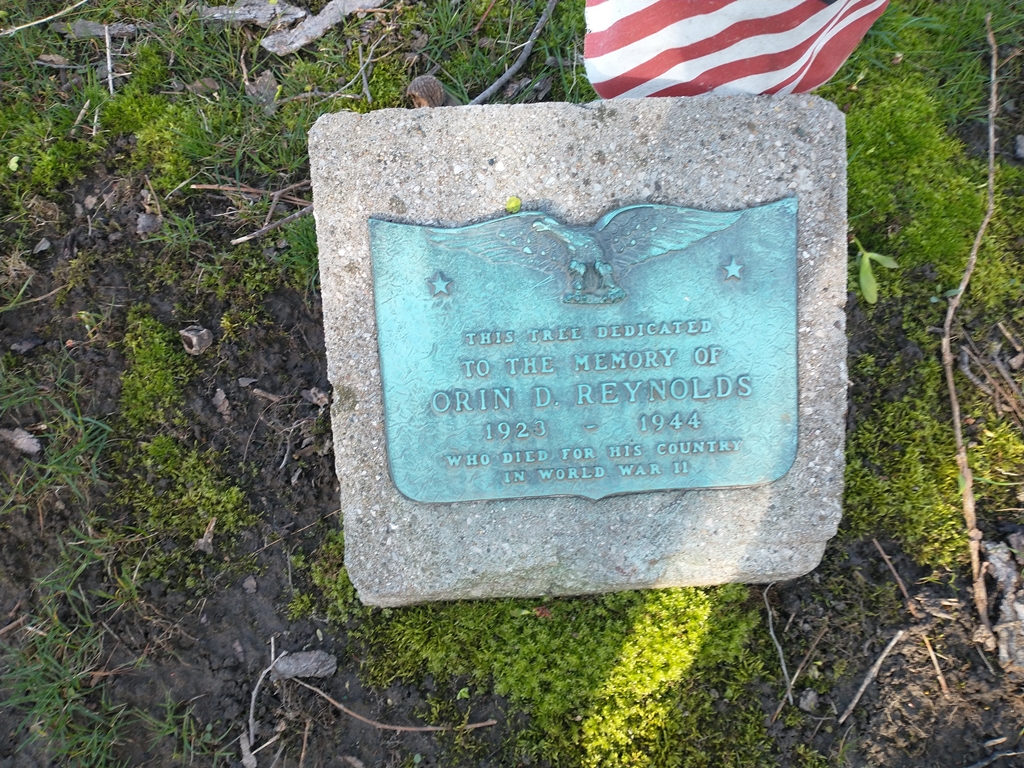 THIS TREE DEDICATED
TO THE MEMORY OF
ORIN D. REYNOLDS
1923 - 1944
WHO DIED FOR HIS COUNTRY
IN WORLD WAR II